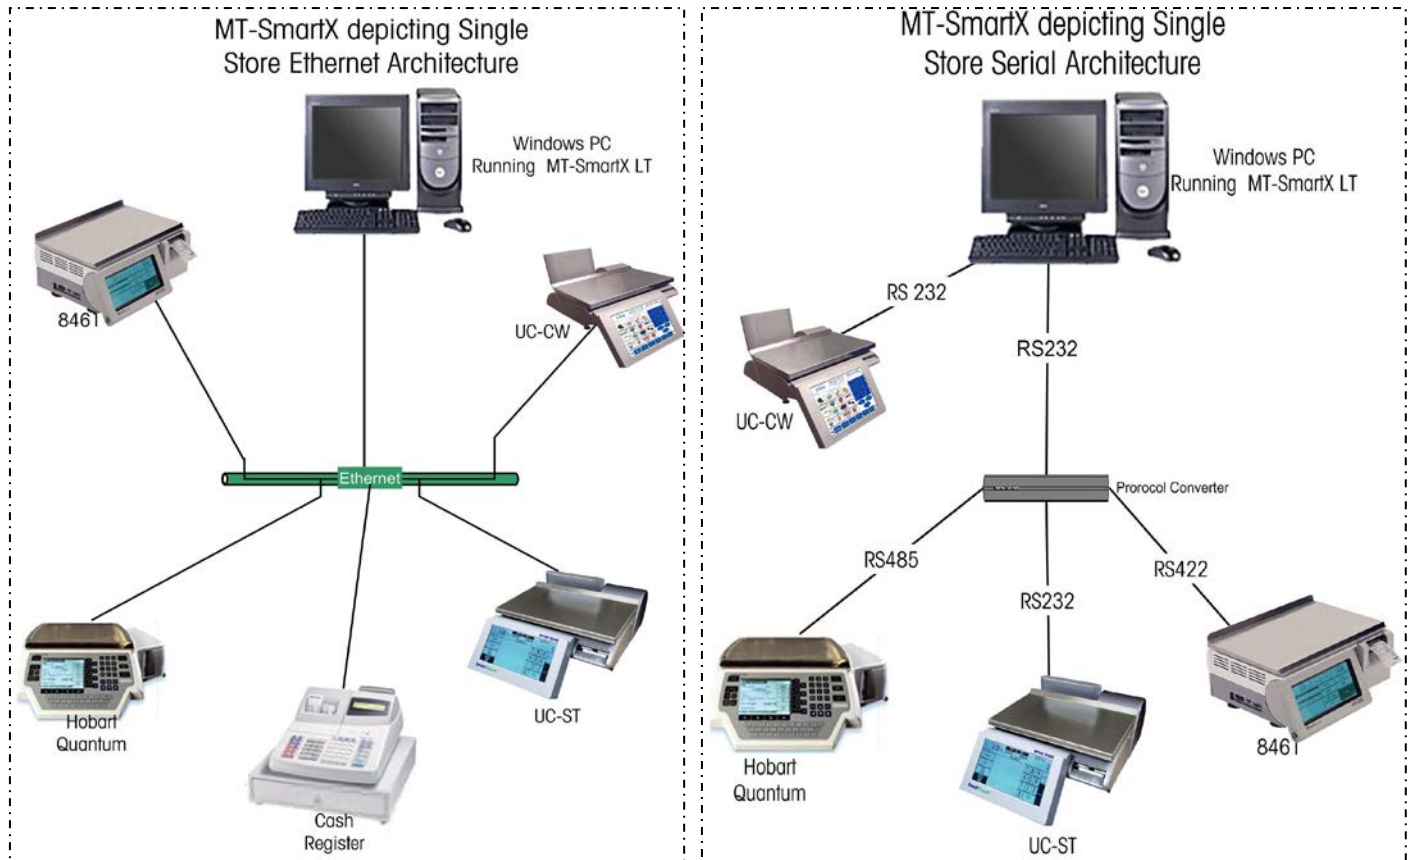 MT-SmartX depicting Single
Store Ethernet Architecture
Windows PC
Running MT-SmartX LT
8461
UC-CW
Ethernet
Hobart
Quantum
UC-ST
Cash
Register
MT-SmartX depicting Single
Store Serial Architecture
Windows PC
Running MT-SmartX LT
RS 232
RS232
UC-CW
Prorocol Converter
RS485
RS422
RS232
Hobart
Quantum
8461
UC-ST